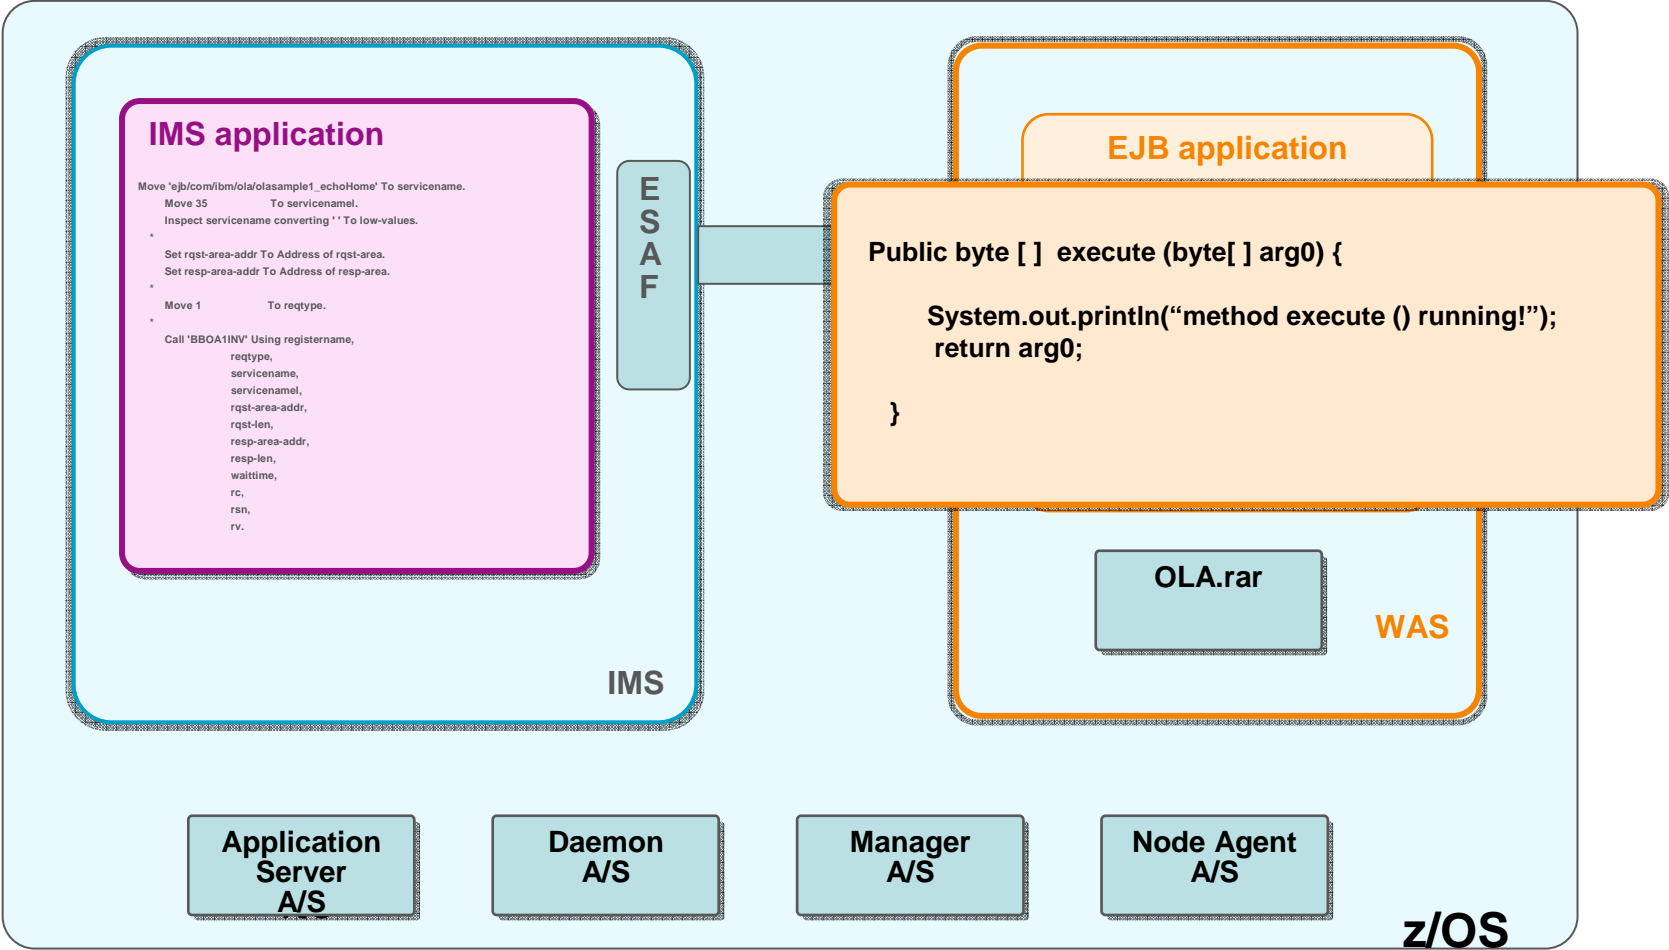 IMS application
Move 'ejb/com/ibm/ola/olasample1_echoHome' To servicename.
Move 35 To servicenamel.
Inspect servicename converting ' ' To low-values.
*
Set rqst-area-addr To Address of rqst-area.
Set resp-area-addr To Address of resp-area.
*
Move 1 To reqtype.
*
Call 'BBOA1INV' Using registername,
reqtype,
servicename,
servicenamel,
rqst-area-addr,
rqst-len,
resp-area-addr,
resp-len,
waittime,
rc,
rsn,
rv.
E
S
A
F
IMS
EJB application
Public byte [ ] execute (byte[ ] arg0) {
System.out.println(“method execute () running!”);
return arg0;
}
OLA.rar
WAS
Application
Server
A/S
Daemon
A/S
Manager
A/S
Node Agent
A/S
z/OS